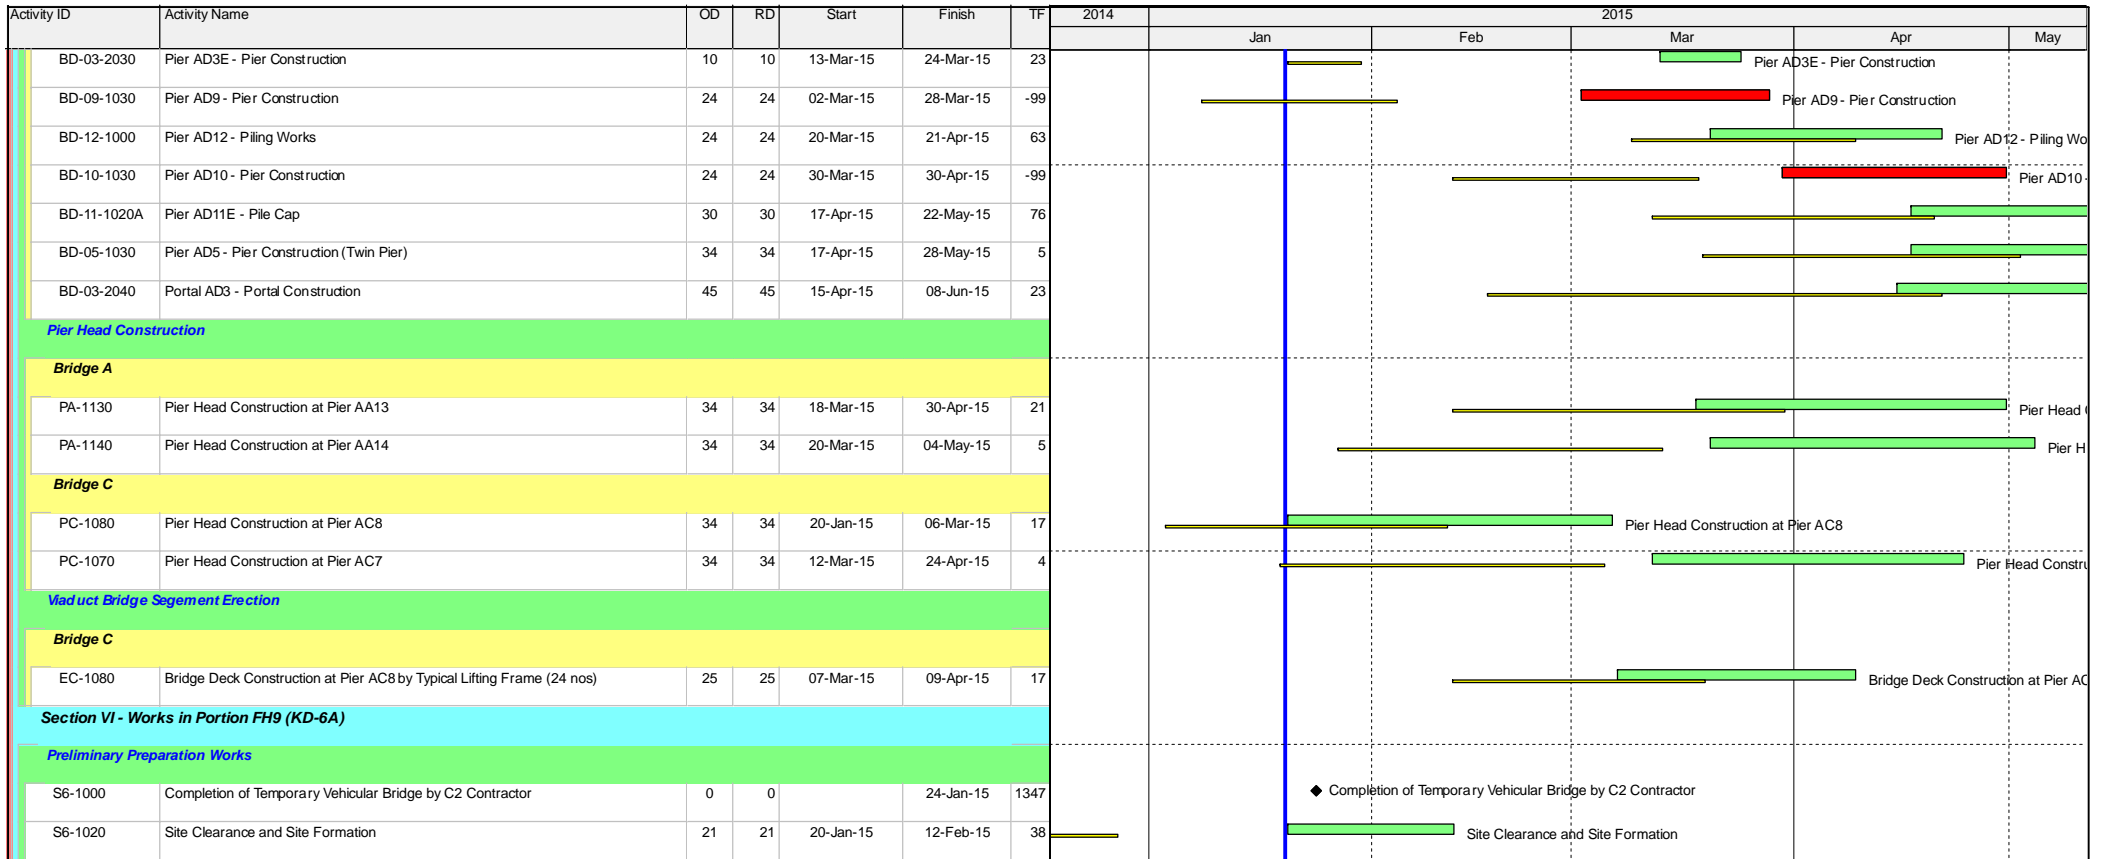 Activity ID Activity Name OD RD Start Finish TF 2014 2015
Jan Feb Mar Apr May
BD-03-2030 Pier AD3E - Pier Construction 10 10 13-Mar-15 24-Mar-15 23 Pier AD3E - Pier Construction
BD-09-1030 Pier AD9 - Pier Construction 24 24 02-Mar-15 28-Mar-15 -99 Pier AD9 - Pier Construction
BD-12-1000 Pier AD12 - Piling Works 24 24 20-Mar-15 21-Apr-15 63 Pier AD12 - Piling Wo
BD-10-1030 Pier AD10 - Pier Construction 24 24 30-Mar-15 30-Apr-15 -99 Pier AD10 -
BD-11-1020A Pier AD11E - Pile Cap 30 30 17-Apr-15 22-May-15 76
BD-05-1030 Pier AD5 - Pier Construction (Twin Pier) 34 34 17-Apr-15 28-May-15 5
BD-03-2040 Portal AD3 - Portal Construction 45 45 15-Apr-15 08-Jun-15 23
Pier Head Construction
Bridge A
PA-1130 Pier Head Construction at Pier AA13 34 34 18-Mar-15 30-Apr-15 21 Pier Head
PA-1140 Pier Head Construction at Pier AA14 34 34 20-Mar-15 04-May-15 5 Pier H
Bridge C
PC-1080 Pier Head Construction at Pier AC8 34 34 20-Jan-15 06-Mar-15 17 Pier Head Construction at Pier AC8
PC-1070 Pier Head Construction at Pier AC7 34 34 12-Mar-15 24-Apr-15 4 Pier Head Constru
Viaduct Bridge Segement Erection
Bridge C
EC-1080 Bridge Deck Construction at Pier AC8 by Typical Lifting Frame (24 nos) 25 25 07-Mar-15 09-Apr-15 17 Bridge Deck Construction at Pier AC
Section VI - Works in Portion FH9 (KD-6A)
Preliminary Preparation Works
S6-1000 Completion of Temporary Vehicular Bridge by C2 Contractor 0 0 24-Jan-15 1347 Completion of Temporary Vehicular Bridge by C2 Contractor
S6-1020 Site Clearance and Site Formation 21 21 20-Jan-15 12-Feb-15 38 Site Clearance and Site Formation